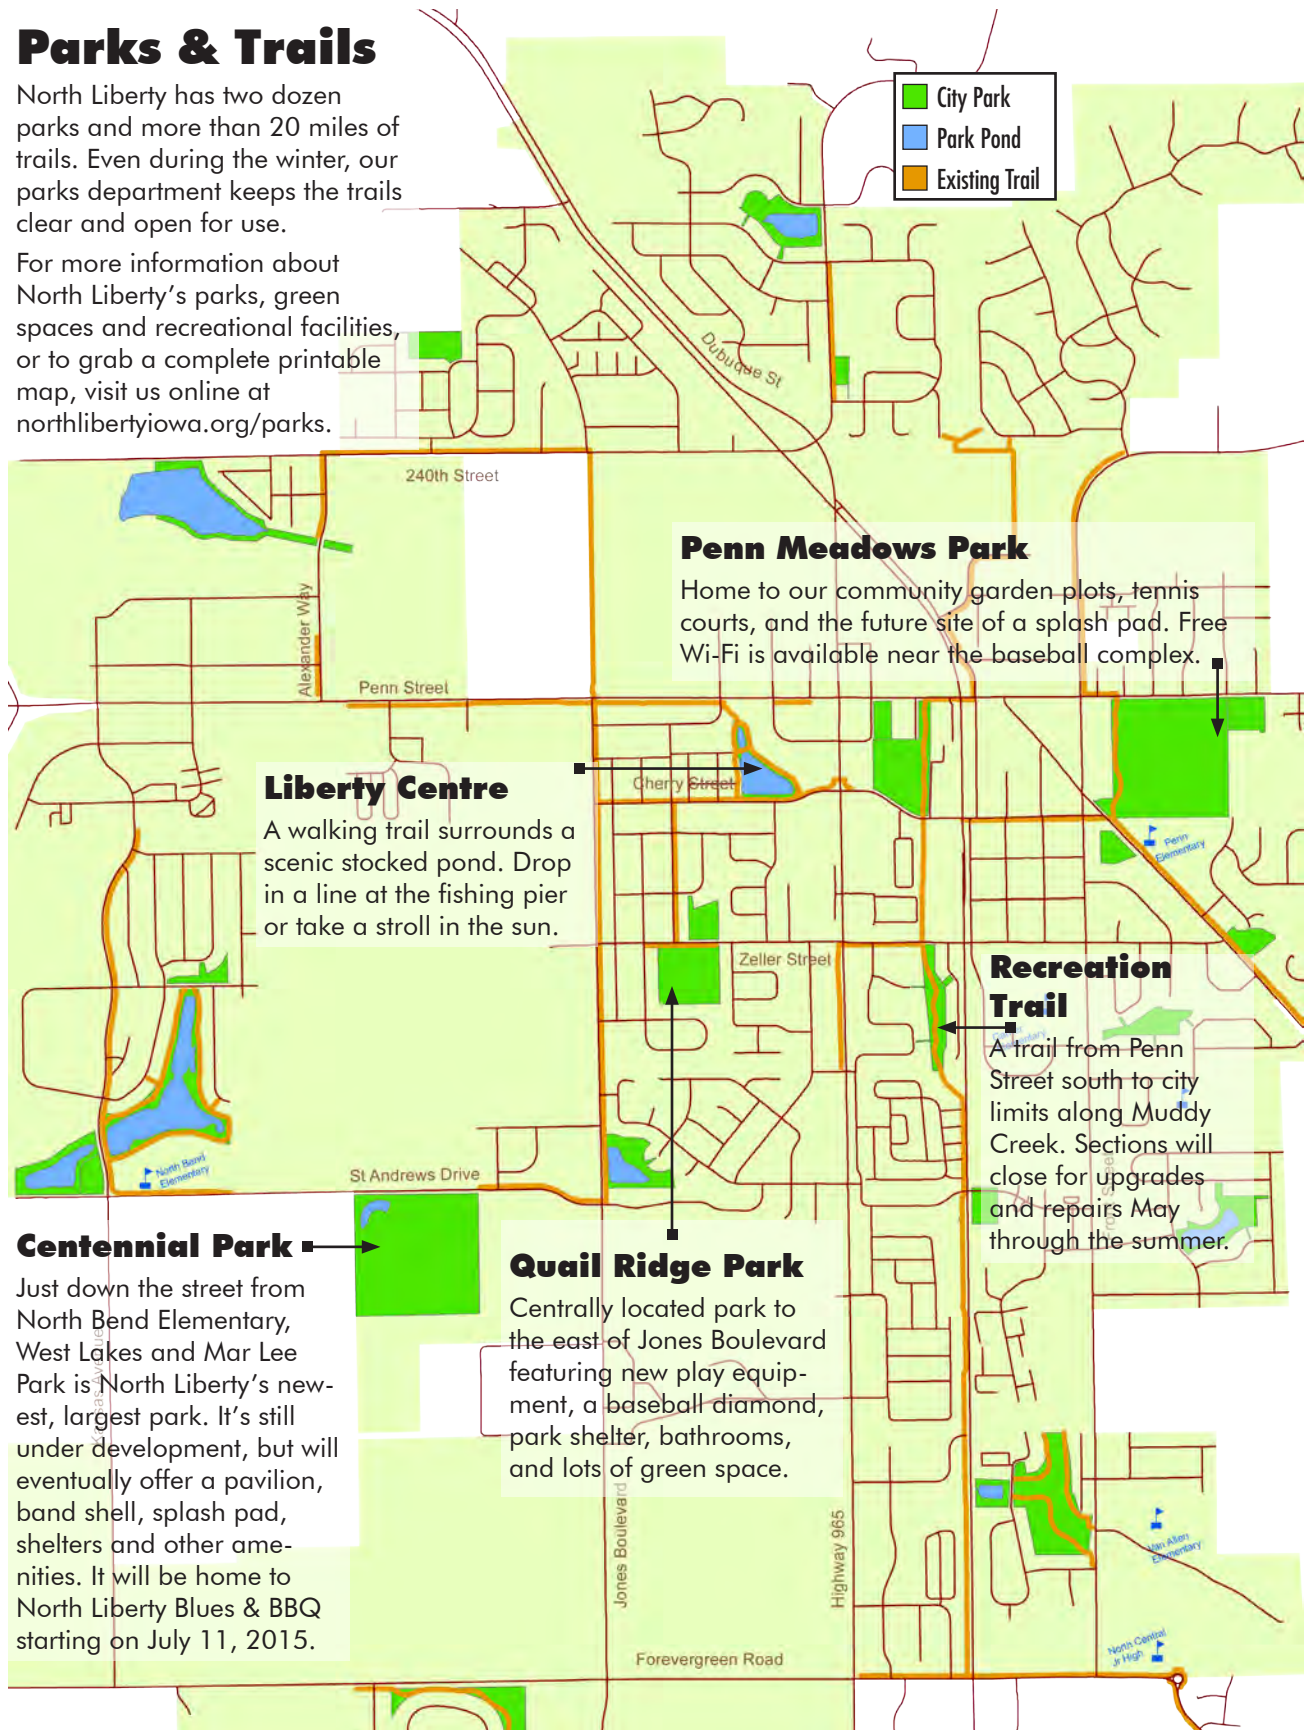 Parks & Trails
North Liberty has two dozen
parks and more than 20 miles of
trails. Even during the winter, our
parks department keeps the trails
clear and open for use.
For more information about
North Liberty's parks, green
spaces and recreational facilities,
or to grab a complete printable
map, visit us online at
northlibertyiowa.org/parks.
City Park
Park Pond
Existing Trail
Dubuque St
240th Street
Penn Meadows Park
Home to our community garden plots, tennis
courts, and the future site of a splash pad. Free
Wi-Fi is available near the baseball complex.
Alexander Way
Penn Street
Liberty Centre
A walking trail surrounds a
scenic stocked pond. Drop
in a line at the fishing pier
or take a stroll in the sun.
Cherry Street
Penn
Elementary
Zeller Street
Recreation
Trail
A trail from Penn
Street south to city
limits along Muddy
Creek. Sections will
close for upgrades
and repairs May
through the summer.
Elementary
North Bend
Elementary
St Andrews Drive
Centennial Park
Just down the street from
North Bend Elementary,
West Lakes and Mar Lee
Park is North Liberty's new-
est, largest park. It's still
under development, but will
eventually offer a pavilion,
band shell, splash pad,
shelters and other ame-
nities. It will be home to
North Liberty Blues & BBQ
starting on July 11, 2015.
Kansas Avenue
Quail Ridge Park
Centrally located park to
the east of Jones Boulevard
featuring new play equip-
ment, a baseball diamond,
park shelter, bathrooms,
and lots of green space.
Jones Boulevard
Highway 965
Van Allen
Elementary
North Central
Jr High
Forevergreen Road